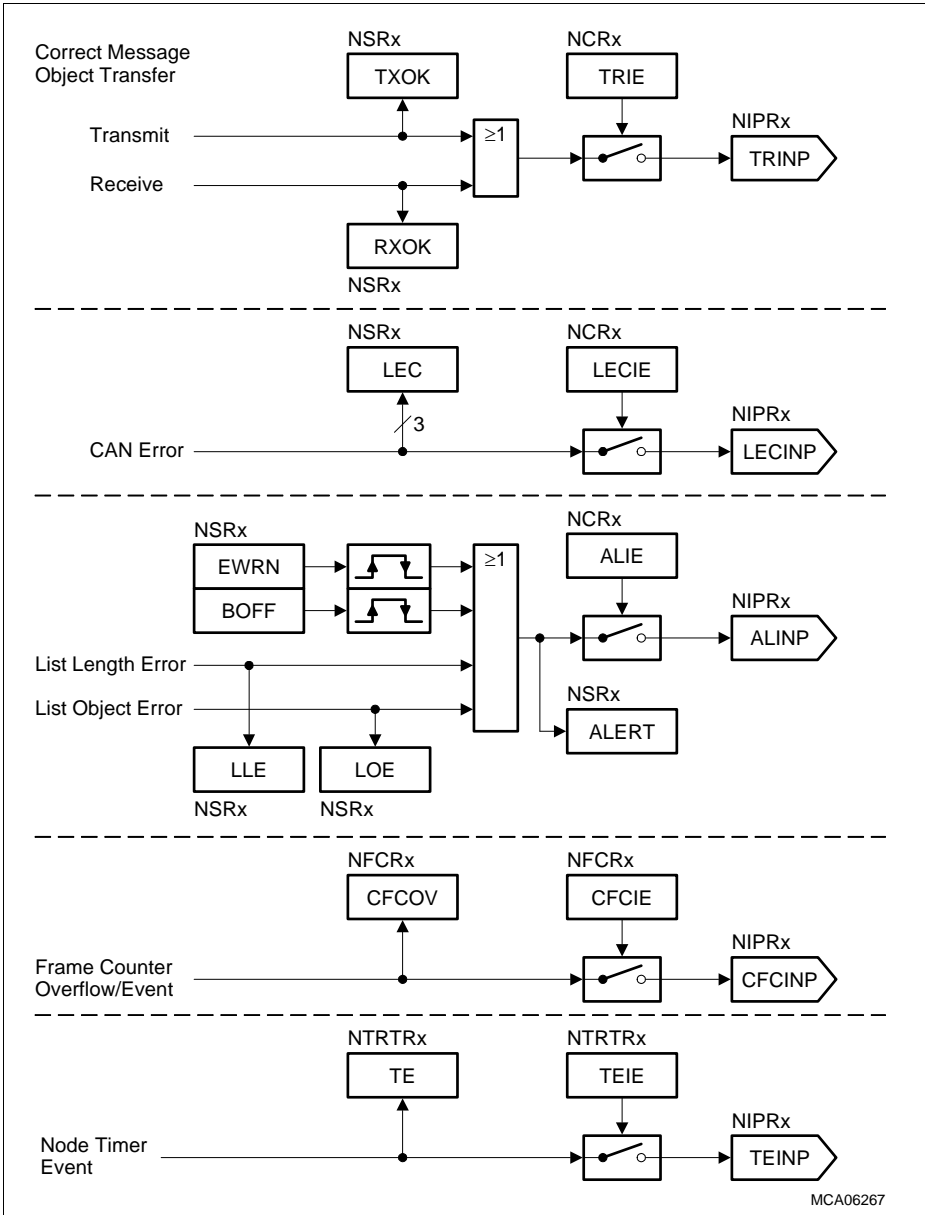 Correct Message
Object Transfer
NSRx
TXOK
NCRx
TRIE
Transmit
≥1
NIPRx
TRINP
Receive
RXOK
NSRx
NSRx
LEC
NCRx
LECIE
3
NIPRx
LECINP
CAN Error
NSRx
EWRN
BOFF
≥1
NCRx
ALIE
NIPRx
ALINP
List Length Error
List Object Error
NSRx
ALERT
LLE
LOE
NSRx
NSRx
NFCRx
CFCOV
NFCRx
CFCIE
NIPRx
CFCINP
Frame Counter
Overflow/Event
NTRTRx
TE
NTRTRx
TEIE
NIPRx
TEINP
Node Timer
Event
MCA06267